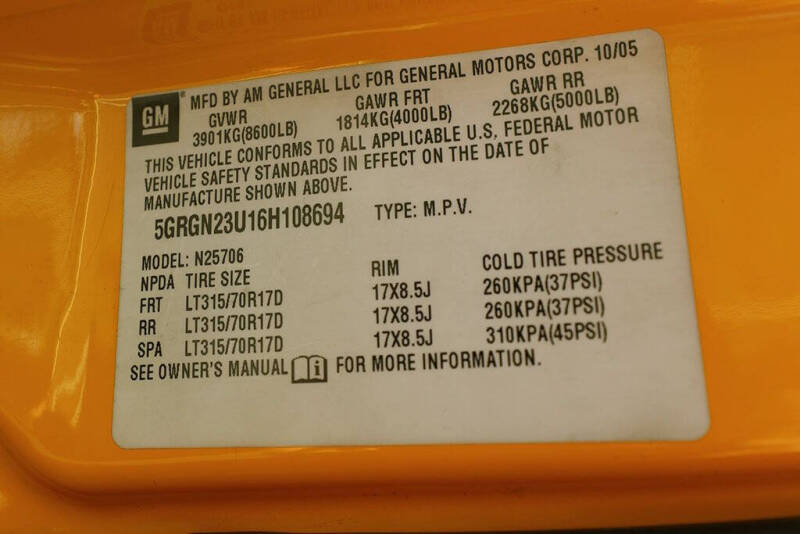 GM
MFD BY AM GENERAL LLC FOR GENERAL MOTORS CORP. 10/05
GVWR GAWR FRT GAWR RR
3901KG(8600LB) 1814KG(4000LB) 2268KG(5000LB)
THIS VEHICLE CONFORMS TO ALL APPLICABLE U.S. FEDERAL MOTOR
VEHICLE SAFETY STANDARDS IN EFFECT ON THE DATE OF
MANUFACTURE SHOWN ABOVE.
5GRGN23U16H108694 TYPE: M.P.V.
MODEL: N25706
NPDA TIRE SIZE RIM COLD TIRE PRESSURE
FRT LT315/70R17D 17X8.5J 260KPA(37PSI)
RR LT315/70R17D 17X8.5J 260KPA(37PSI)
SPA LT315/70R17D 17X8.5J 310KPA(45PSI)
SEE OWNER'S MANUAL i FOR MORE INFORMATION.